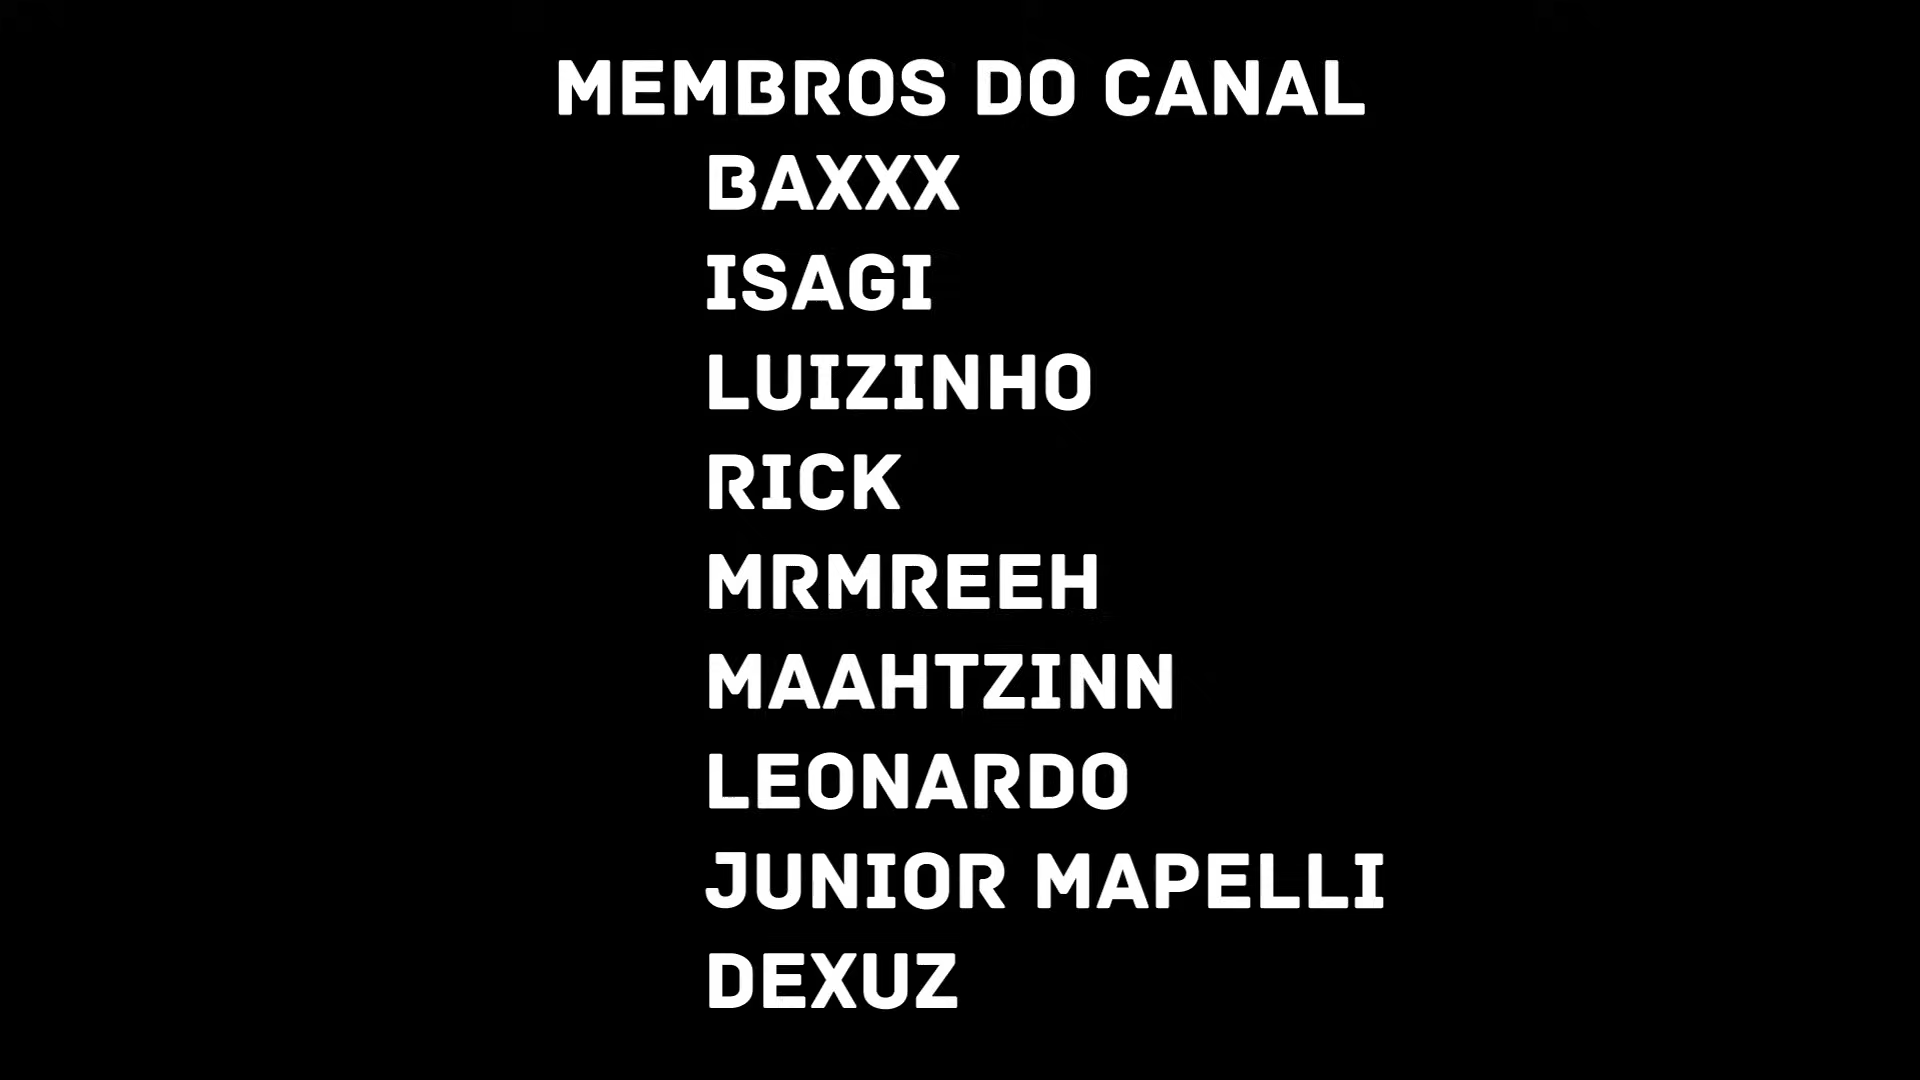 MEMBROS DO CANAL
BAXXX
ISAGI
LUIZINHO
RICK
MRMREEH
MAAHTZINN
LEONARDO
JUNIOR MAPELLI
DEXUZ